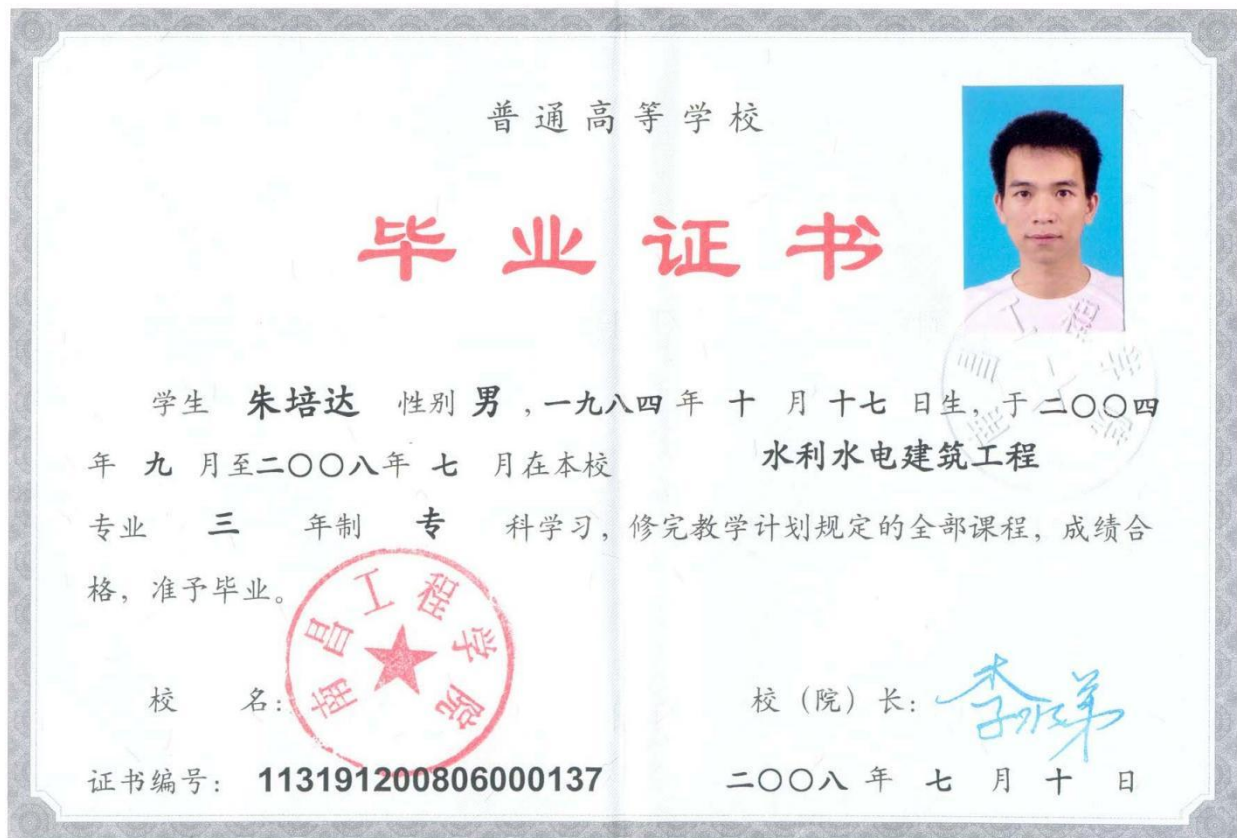 普通高等学校
毕业证书
学生 朱培达 性别 男 ,一九八四 年 十 月 十七 日生, 于 二〇〇四
年 九 月至二〇〇八年 七 月在本校 水利水电建筑工程
专业 三 年制 专 科学习, 修完教学计划规定的全部课程, 成绩合
格, 准予毕业。
南昌工程学院
校 名:
校（院）长:
证书编号: 113191200806000137
二〇〇八 年 七 月 十 日